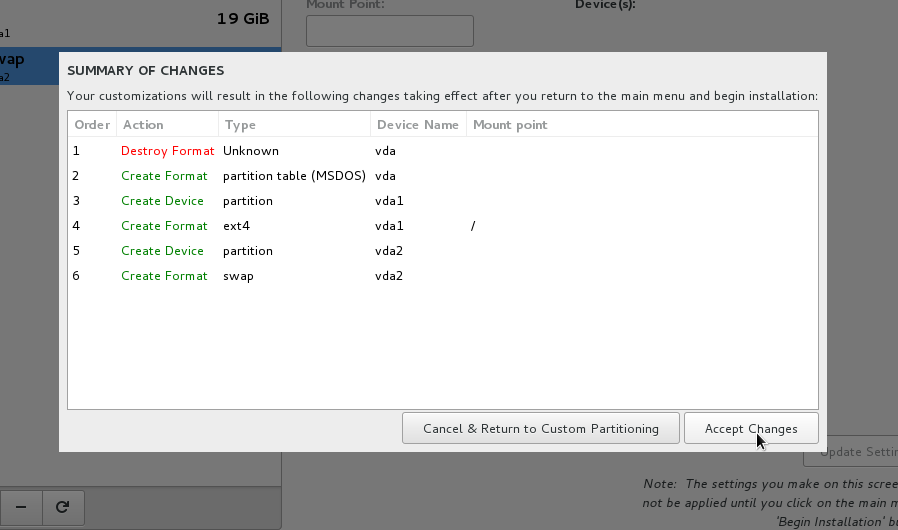 Mount Point:
Device(s):
19 GiB
a1
vap
a2
SUMMARY OF CHANGES
Your customizations will result in the following changes taking effect after you return to the main menu and begin installation:
Order Action Type Device Name Mount point
1 Destroy Format Unknown vda
2 Create Format partition table (MSDOS) vda
3 Create Device partition vda1
4 Create Format ext4 vda1 /
5 Create Device partition vda2
6 Create Format swap vda2
Cancel & Return to Custom Partitioning
Accept Changes
Update Settin
Note: The settings you make on this scree
not be applied until you click on the main m
'Begin Installation' bu